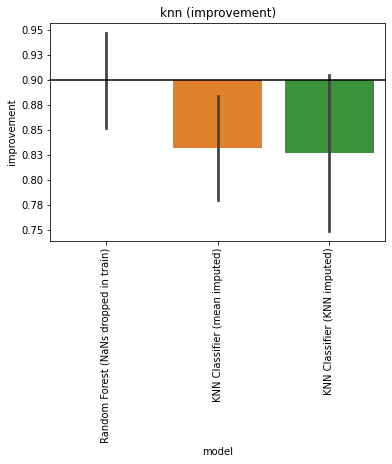 knn (improvement)
0.95
0.93
0.90
0.88
0.85
0.83
0.80
0.78
0.75
improvement
Random Forest (NaNs dropped in train)
KNN Classifier (mean imputed)
KNN Classifier (KNN imputed)
model